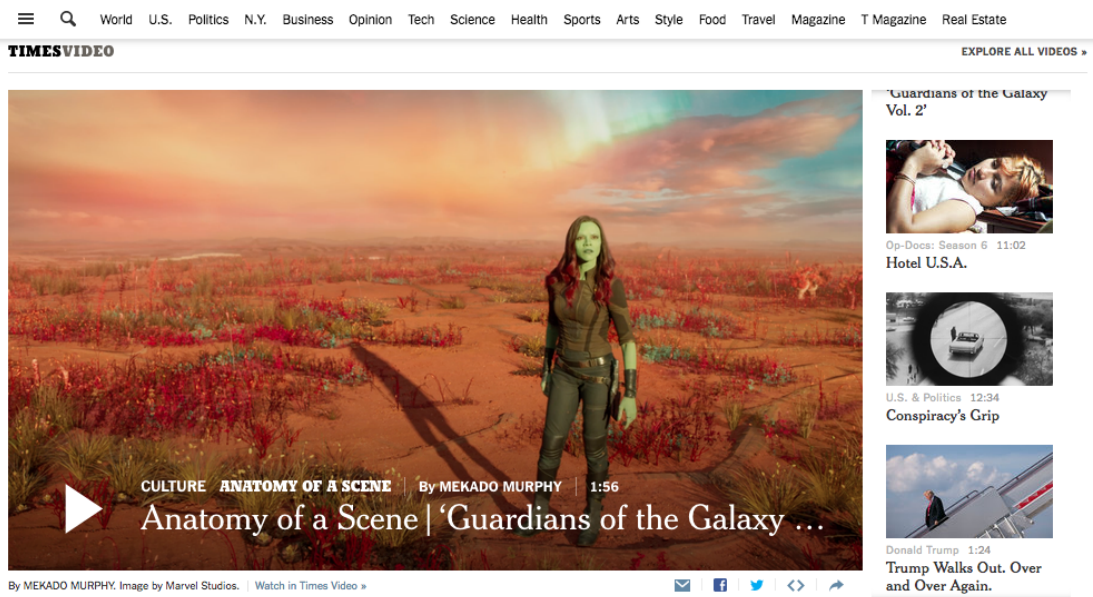 World U.S. Politics N.Y. Business Opinion Tech Science Health Sports Arts Style Food Travel Magazine T Magazine Real Estate
TIMESVIDEO
EXPLORE ALL VIDEOS »
CULTURE ANATOMY OF A SCENE By MEKADO MURPHY 1:56
Anatomy of a Scene | ‘Guardians of the Galaxy …
By MEKADO MURPHY. Image by Marvel Studios. Watch in Times Video »
‘Guardians of the Galaxy
Vol. 2’
Op-Docs: Season 6 11:02
Hotel U.S.A.
U.S. & Politics 12:34
Conspiracy’s Grip
Donald Trump 1:24
Trump Walks Out. Over
and Over Again.